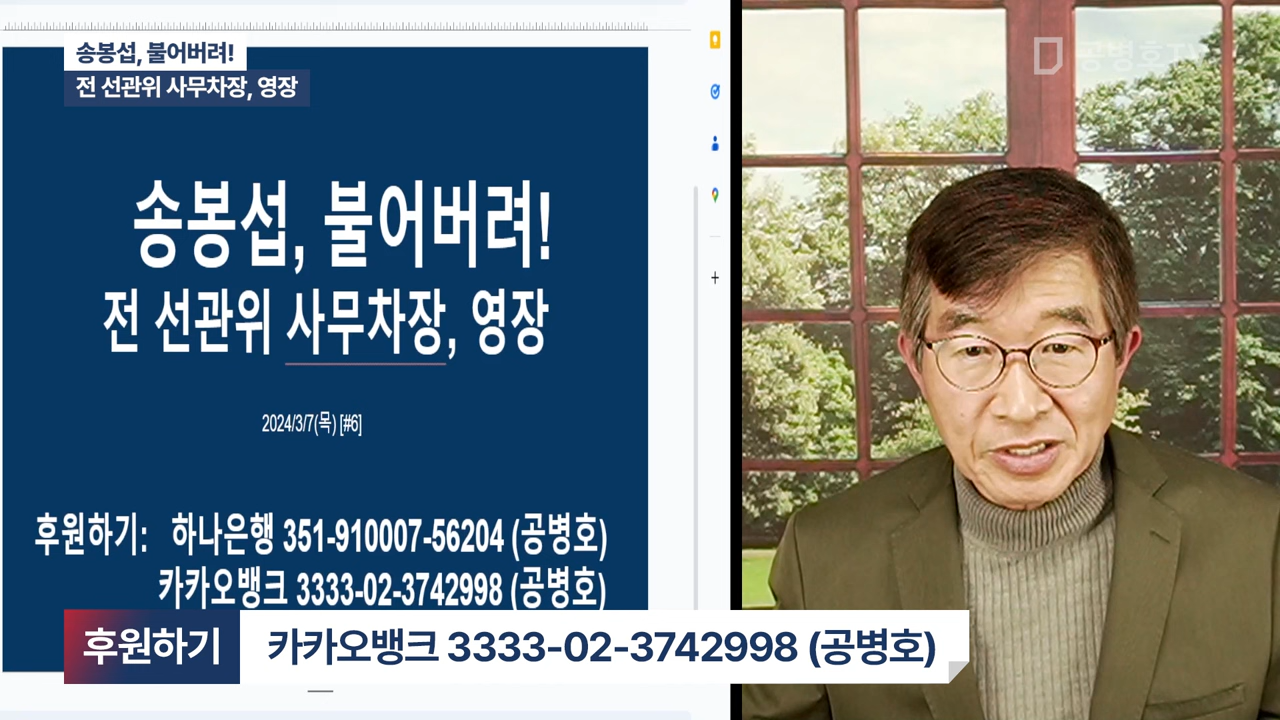 송봉섭, 불어버려!
전 선관위 사무차장, 영장
공병호TV
송봉섭, 불어버려!
전 선관위 사무차장, 영장
2024/3/7(목) [#6]
후원하기: 하나은행 351-910007-56204 (공병호)
카카오뱅크 3333-02-3742998 (공병호)
후원하기 카카오뱅크 3333-02-3742998 (공병호)